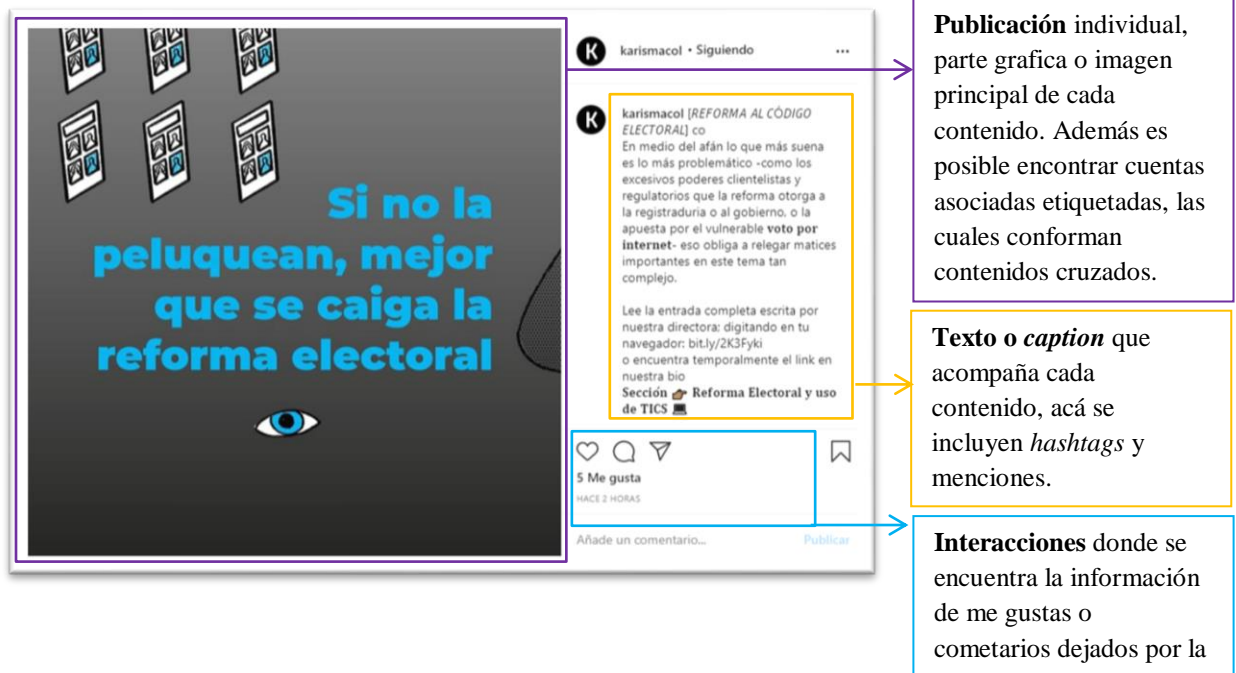 Si no la
peluquean, mejor
que se caiga la
reforma electoral
K
karismacol • Siguiendo
...
K
karismacol [REFORMA AL CÓDIGO
ELECTORAL] co
En medio del afán lo que más suena
es lo más problemático -como los
excesivos poderes clientelistas y
regulatorios que la reforma otorga a
la registraduria o al gobierno, o la
apuesta por el vulnerable voto por
internet- eso obliga a relegar matices
importantes en este tema tan
complejo.
Lee la entrada completa escrita por
nuestra directora: digitando en tu
navegador: bit.ly/2K3Fyki
o encuentra temporalmente el link en
nuestra bio
Sección 👉🏽 Reforma Electoral y uso
de TICS 💻
5 Me gusta
HACE 2 HORAS
Añade un comentario...
Publicar
Publicación individual,
parte grafica o imagen
principal de cada
contenido. Además es
posible encontrar cuentas
asociadas etiquetadas, las
cuales conforman
contenidos cruzados.
Texto o caption que
acompaña cada
contenido, acá se
incluyen hashtags y
menciones.
Interacciones donde se
encuentra la información
de me gustas o
cometarios dejados por la